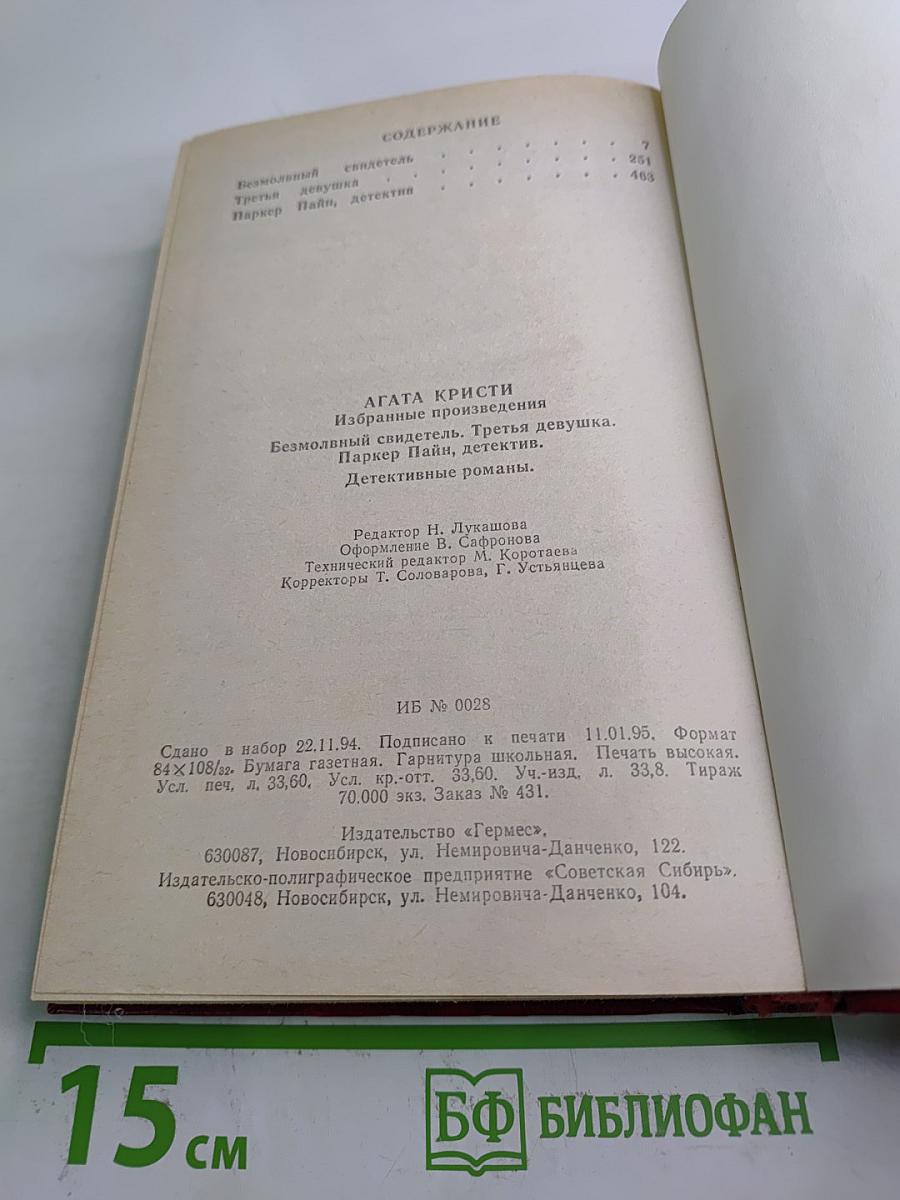 СОДЕРЖАНИЕ
Безмолвный свидетель . . . . . . . 7
Третья девушка . . . . . . . . 251
Паркер Пайн, детектив . . . . . . . 463
АГАТА КРИСТИ
Избранные произведения
Безмолвный свидетель. Третья девушка.
Паркер Пайн, детектив.
Детективные романы.
Редактор Н. Лукашова
Оформление В. Сафронова
Технический редактор М. Коротаева
Корректоры Т. Соловарова, Г. Устьянцева
ИБ № 0028
Сдано в набор 22.11.94. Подписано к печати 11.01.95. Формат
84×108/32. Бумага газетная. Гарнитура школьная. Печать высокая.
Усл. печ. л. 33,60. Усл. кр.-отт. 33,60. Уч.-изд. л. 33,8. Тираж
70.000 экз. Заказ № 431.
Издательство «Гермес».
630087, Новосибирск, ул. Немировича-Данченко, 122.
Издательско-полиграфическое предприятие «Советская Сибирь».
630048, Новосибирск, ул. Немировича-Данченко, 104.
15 см
БФ БИБЛИОФАН